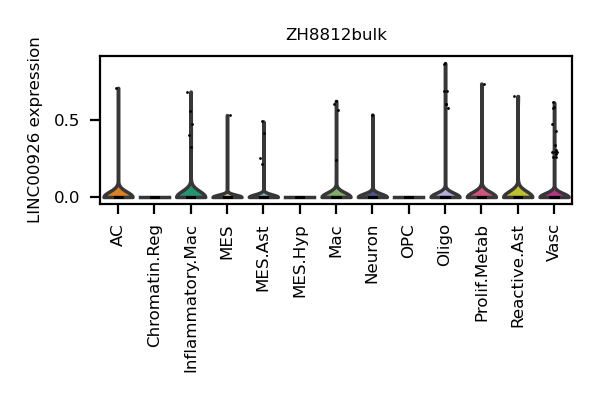 ZH8812bulk
LINC00926 expression
0.5
0.0
AC
Chromatin.Reg
Inflammatory.Mac
MES
MES.Ast
MES.Hyp
Mac
Neuron
OPC
Oligo
Prolif.Metab
Reactive.Ast
Vasc